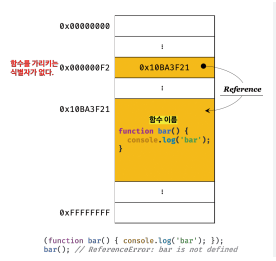 0x00000000
⋮
함수를 가리키는
식별자가 없다.
0x000000F2
0x10BA3F21
⋮
Reference
0x10BA3F21
함수 이름
function bar() {
console.log('bar');
}
⋮
0xFFFFFFFF
(function bar() { console.log('bar'); });
bar(); // ReferenceError: bar is not defined